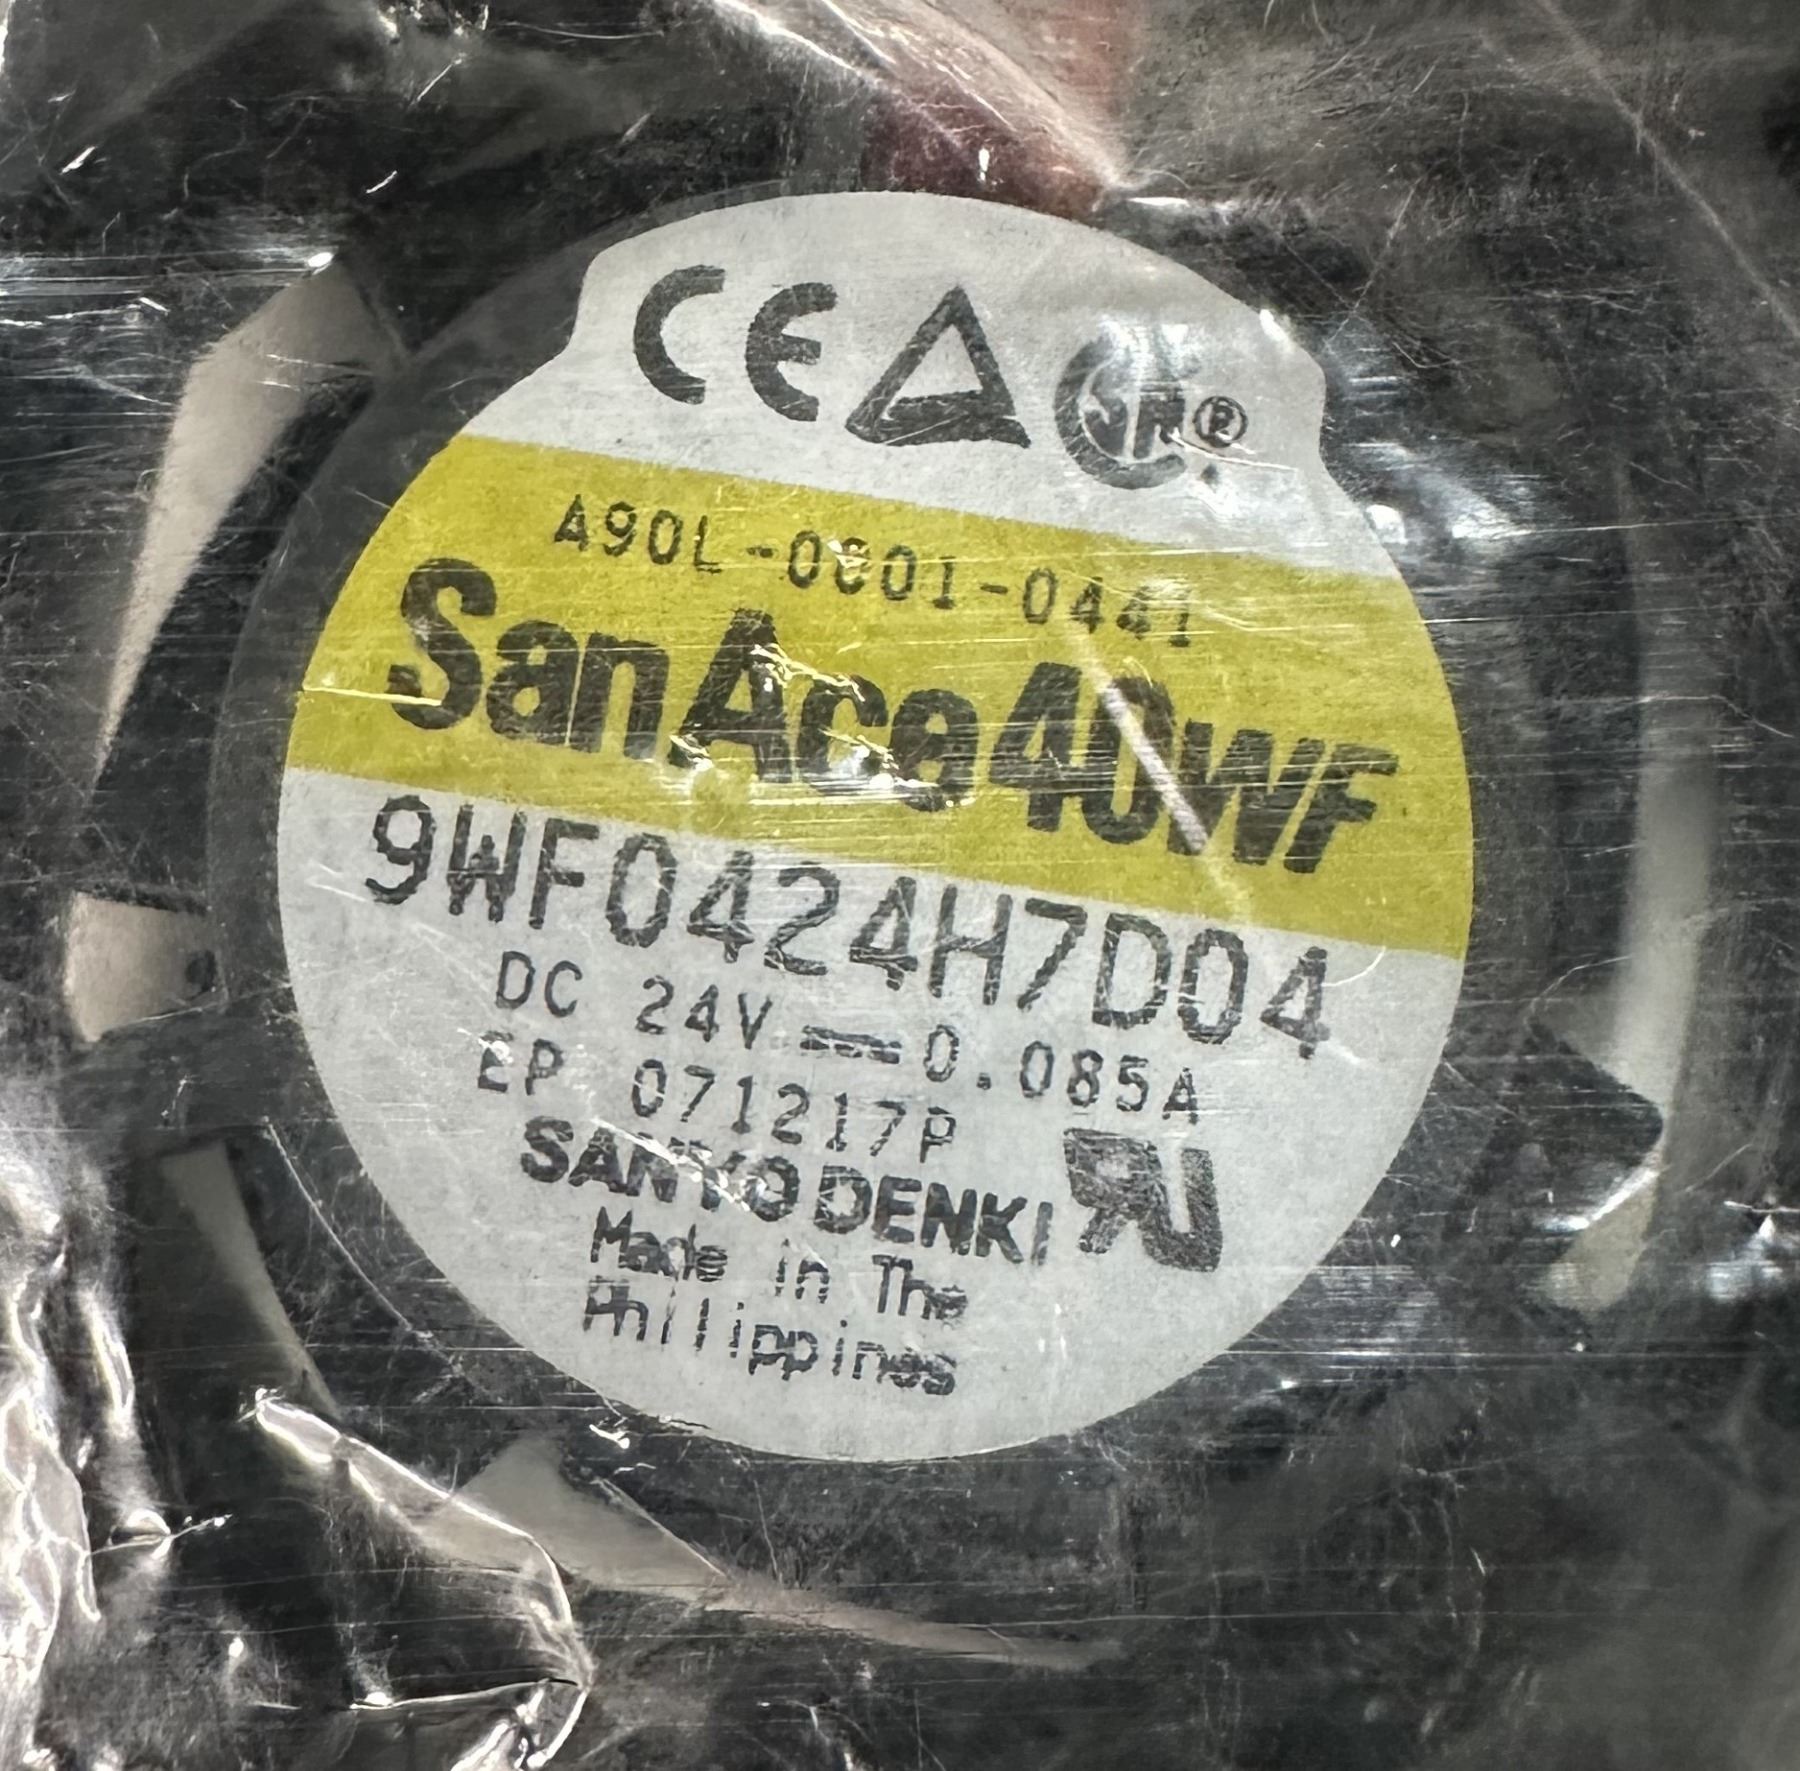 CE
A90L-0001-0441
SanAce40WF
9WF0424H7D04
DC 24V⎓0.085A
EP 071217P
SANYO DENKI
Made in The
Philippines